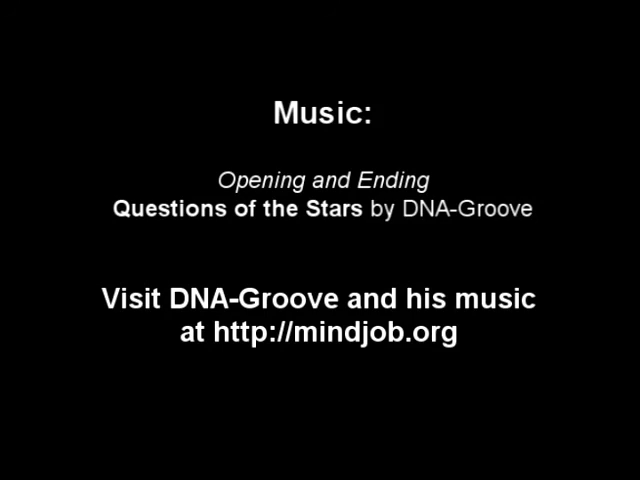 Music:
Opening and Ending
Questions of the Stars by DNA-Groove
Visit DNA-Groove and his music
at http://mindjob.org